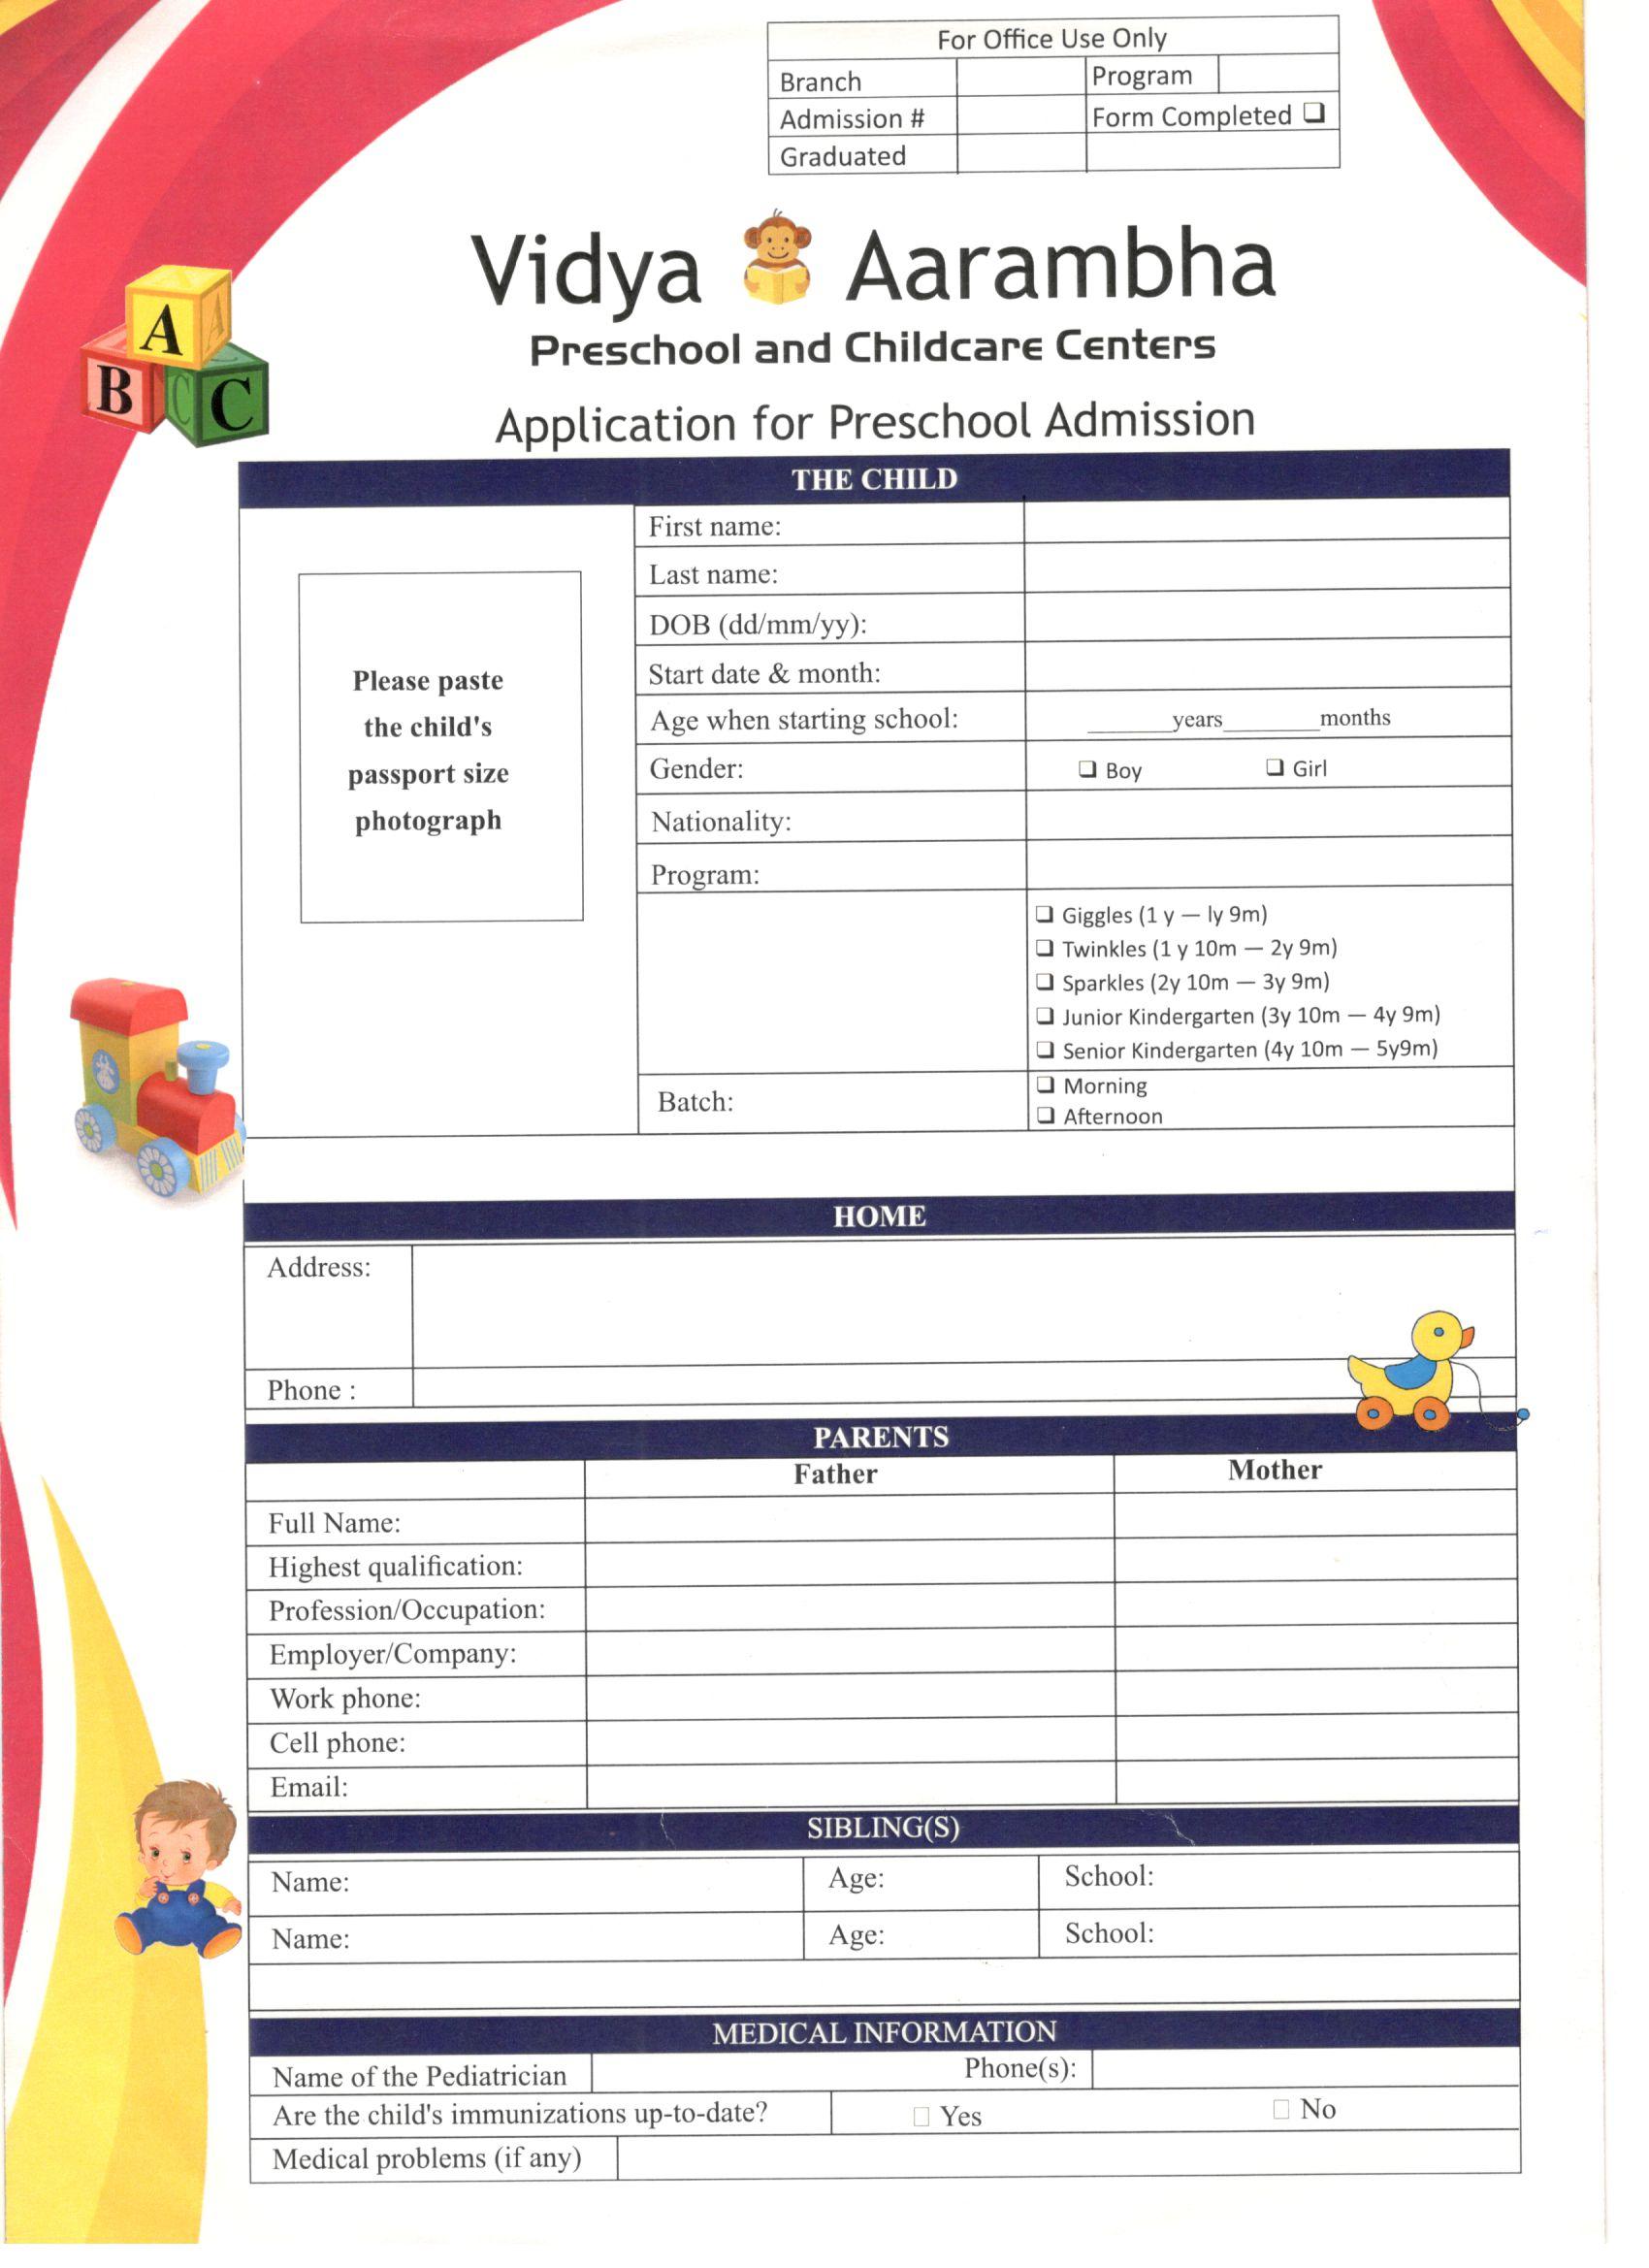 For Office Use Only
Branch Program
Admission # Form Completed ❏
Graduated
Vidya Aarambha
Preschool and Childcare Centers
Application for Preschool Admission
A
B C C
THE CHILD
Please paste
the child's
passport size
photograph
First name:
Last name:
DOB (dd/mm/yy):
Start date & month:
Age when starting school: _______years________months
Gender: ❏ Boy ❏ Girl
Nationality:
Program:
❏ Giggles (1 y — ly 9m)
❏ Twinkles (1 y 10m — 2y 9m)
❏ Sparkles (2y 10m — 3y 9m)
❏ Junior Kindergarten (3y 10m — 4y 9m)
❏ Senior Kindergarten (4y 10m — 5y9m)
Batch: ❏ Morning
❏ Afternoon
HOME
Address:
Phone :
PARENTS
Father Mother
Full Name:
Highest qualification:
Profession/Occupation:
Employer/Company:
Work phone:
Cell phone:
Email:
SIBLING(S)
Name: Age: School:
Name: Age: School:
MEDICAL INFORMATION
Name of the Pediatrician Phone(s):
Are the child's immunizations up-to-date? □ Yes □ No
Medical problems (if any)